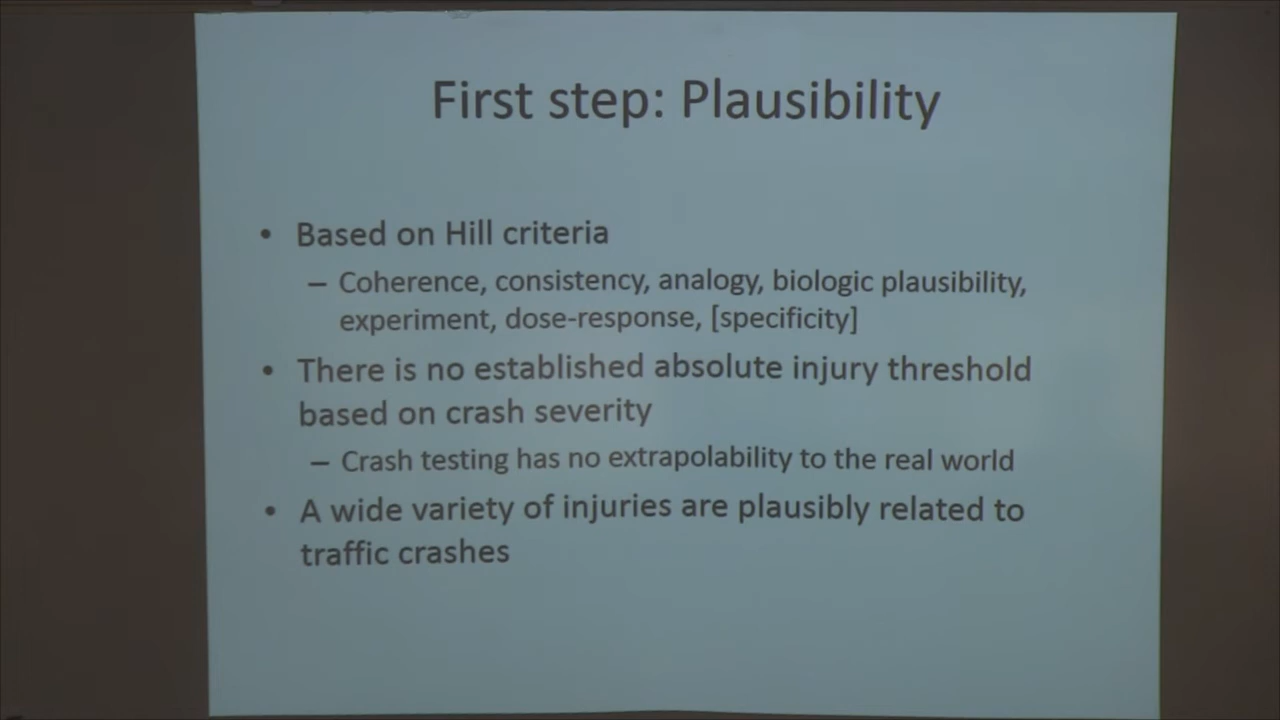 First step: Plausibility
• Based on Hill criteria
– Coherence, consistency, analogy, biologic plausibility,
experiment, dose-response, [specificity]
• There is no established absolute injury threshold
based on crash severity
– Crash testing has no extrapolability to the real world
• A wide variety of injuries are plausibly related to
traffic crashes